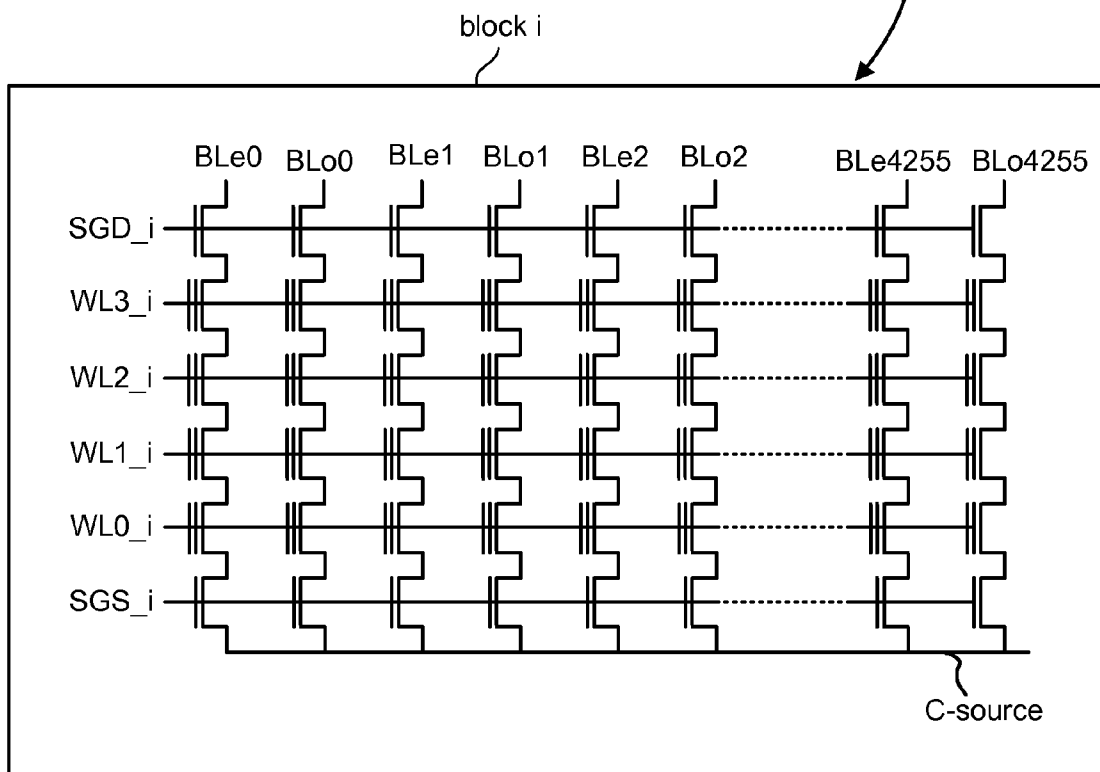 block i
BLe0 BLo0 BLe1 BLo1 BLe2 BLo2 BLe4255 BLo4255
SGD_i
WL3_i
WL2_i
WL1_i
WL0_i
SGS_i
C-source